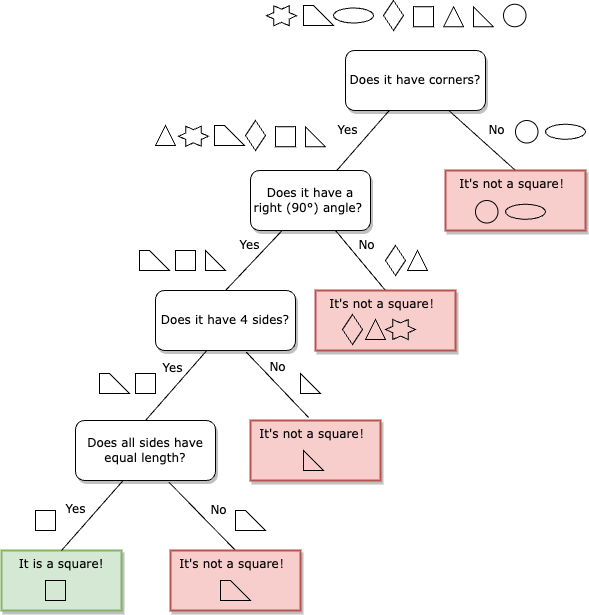 Does it have corners?
Yes
No
It's not a square!
Does it have a
right (90°) angle?
Yes
No
It's not a square!
Does it have 4 sides?
Yes
No
It's not a square!
Does all sides have
equal length?
Yes
No
It is a square!
It's not a square!